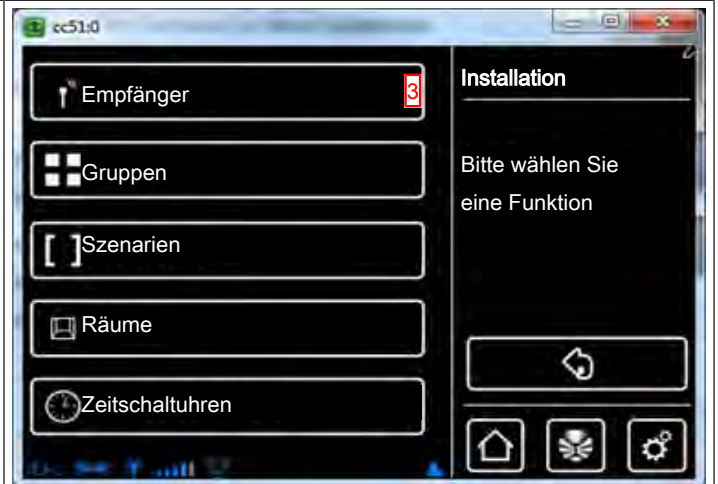 cc51:0
Empfänger
3
Gruppen
Szenarien
Räume
Zeitschaltuhren
Installation
Bitte wählen Sie
eine Funktion